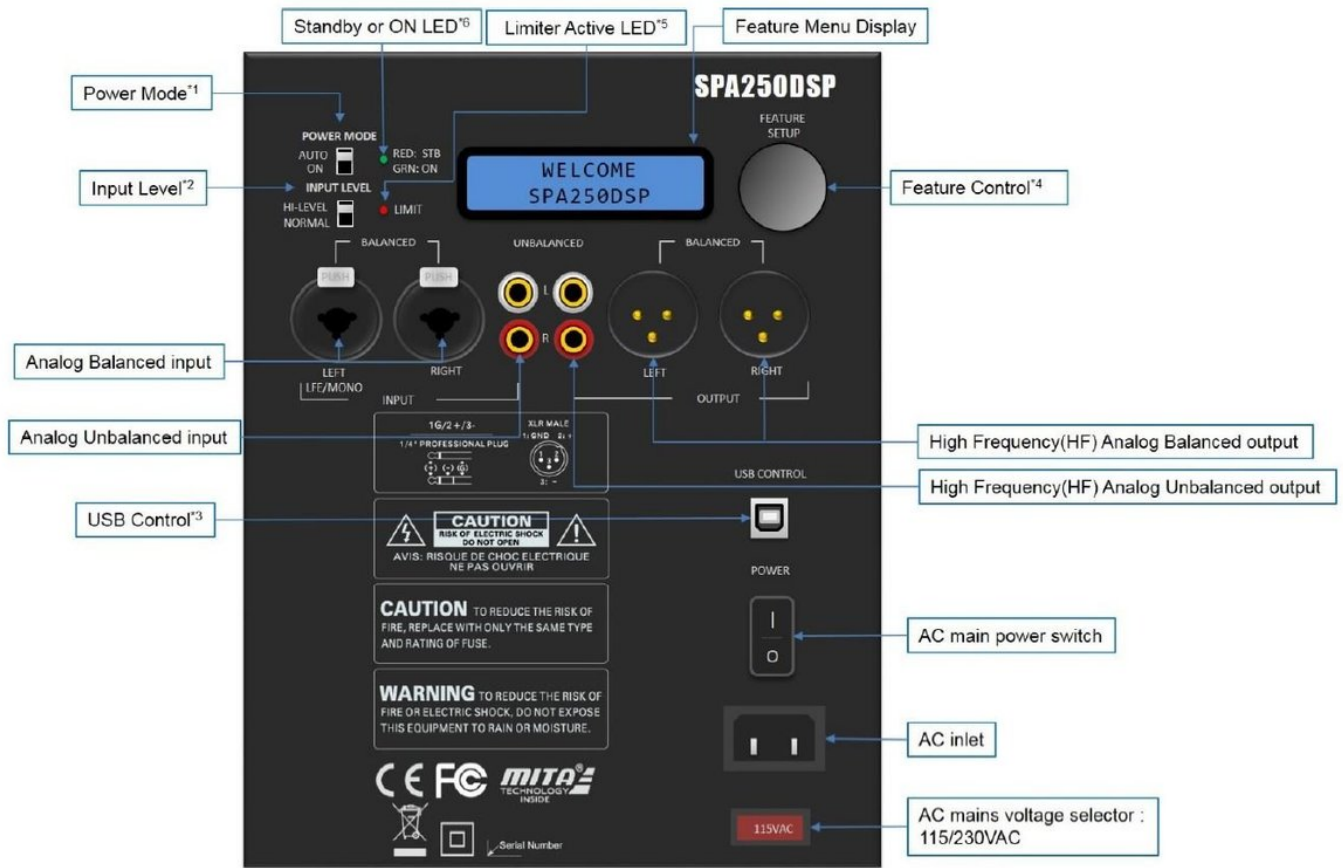 Standby or ON LED*6
Limiter Active LED*5
Feature Menu Display
SPA250DSP
Power Mode*1
FEATURE
SETUP
POWER MODE
AUTO
ON
RED: STB
GRN: ON
WELCOME
SPA250DSP
Input Level*2
INPUT LEVEL
HI-LEVEL
NORMAL
LIMIT
Feature Control*4
BALANCED
UNBALANCED
BALANCED
PUSH
PUSH
L
R
Analog Balanced input
LEFT
LFE/MONO
RIGHT
LEFT
RIGHT
INPUT
OUTPUT
Analog Unbalanced input
1G/2+/3-
1/4" PROFESSIONAL PLUG
(+) (-) (G)
XLR MALE
1: GND 2: +
1 2
3
3: -
High Frequency(HF) Analog Balanced output
High Frequency(HF) Analog Unbalanced output
USB CONTROL
USB Control*3
CAUTION
RISK OF ELECTRIC SHOCK
DO NOT OPEN
AVIS: RISQUE DE CHOC ELECTRIQUE
NE PAS OUVRIR
POWER
CAUTION TO REDUCE THE RISK OF
FIRE, REPLACE WITH ONLY THE SAME TYPE
AND RATING OF FUSE.
I
O
AC main power switch
WARNING TO REDUCE THE RISK OF
FIRE OR ELECTRIC SHOCK, DO NOT EXPOSE
THIS EQUIPMENT TO RAIN OR MOISTURE.
AC inlet
CE FC MITA®
TECHNOLOGY
INSIDE
Serial Number
115VAC
AC mains voltage selector :
115/230VAC